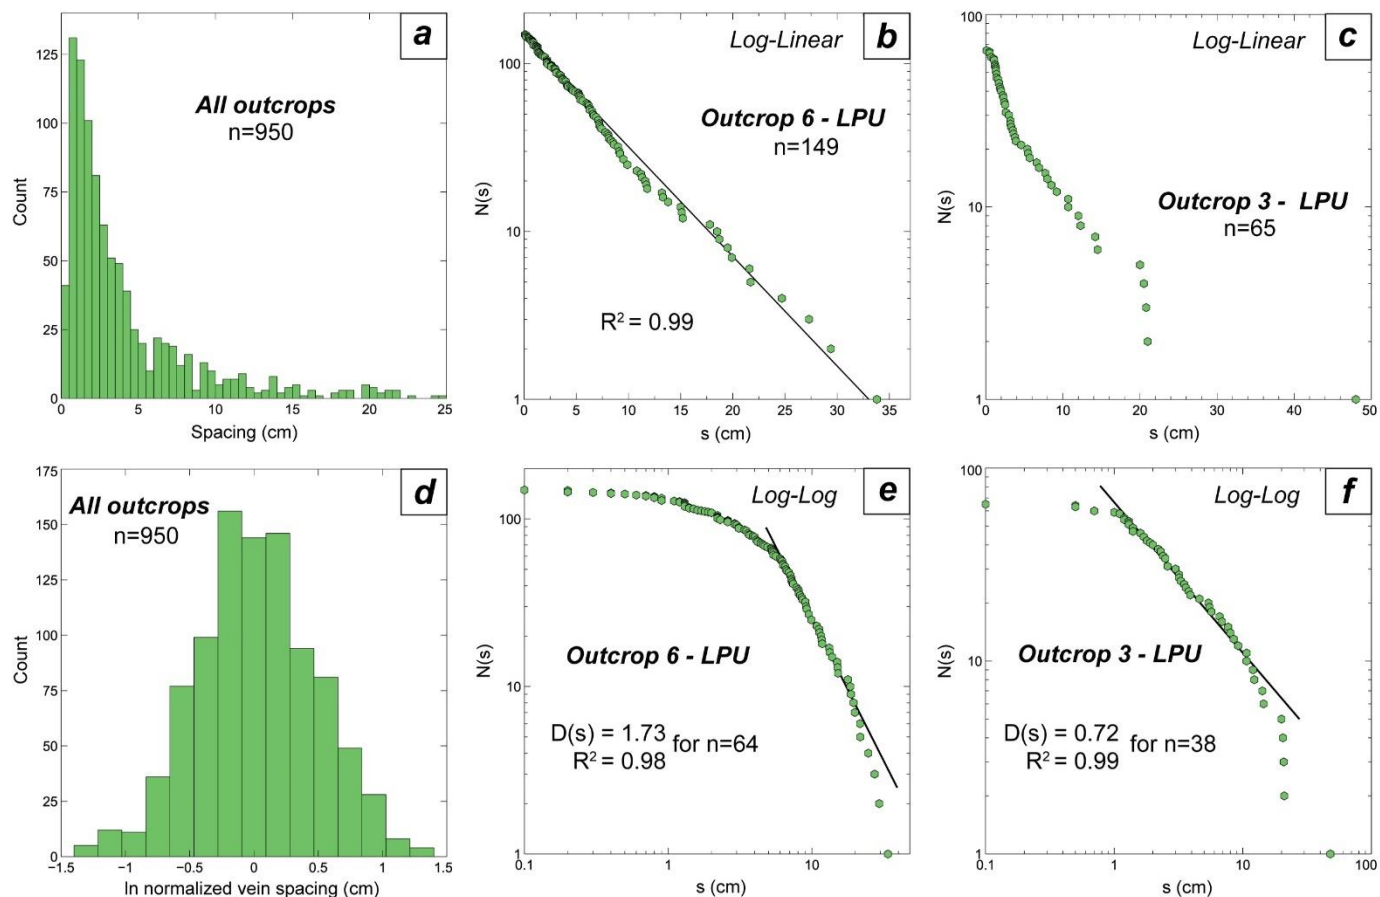 a
All outcrops
n=950
Count
125
100
75
50
25
0
0 5 10 15 20 25
Spacing (cm)
b
Log-Linear
Outcrop 6 - LPU
n=149
R² = 0.99
N(s)
100
10
1
0 5 10 15 20 25 30 35
s (cm)
c
Log-Linear
Outcrop 3 - LPU
n=65
N(s)
100
10
1
0 10 20 30 40 50
s (cm)
d
All outcrops
n=950
Count
175
150
125
100
75
50
25
0
−1.5 −1 −0.5 0 0.5 1 1.5
ln normalized vein spacing (cm)
e
Log-Log
Outcrop 6 - LPU
D(s) = 1.73
R² = 0.98
for n=64
N(s)
100
10
1
0.1 1 10
s (cm)
f
Log-Log
Outcrop 3 - LPU
D(s) = 0.72
R² = 0.99
for n=38
N(s)
100
10
1
0.1 1 10 100
s (cm)